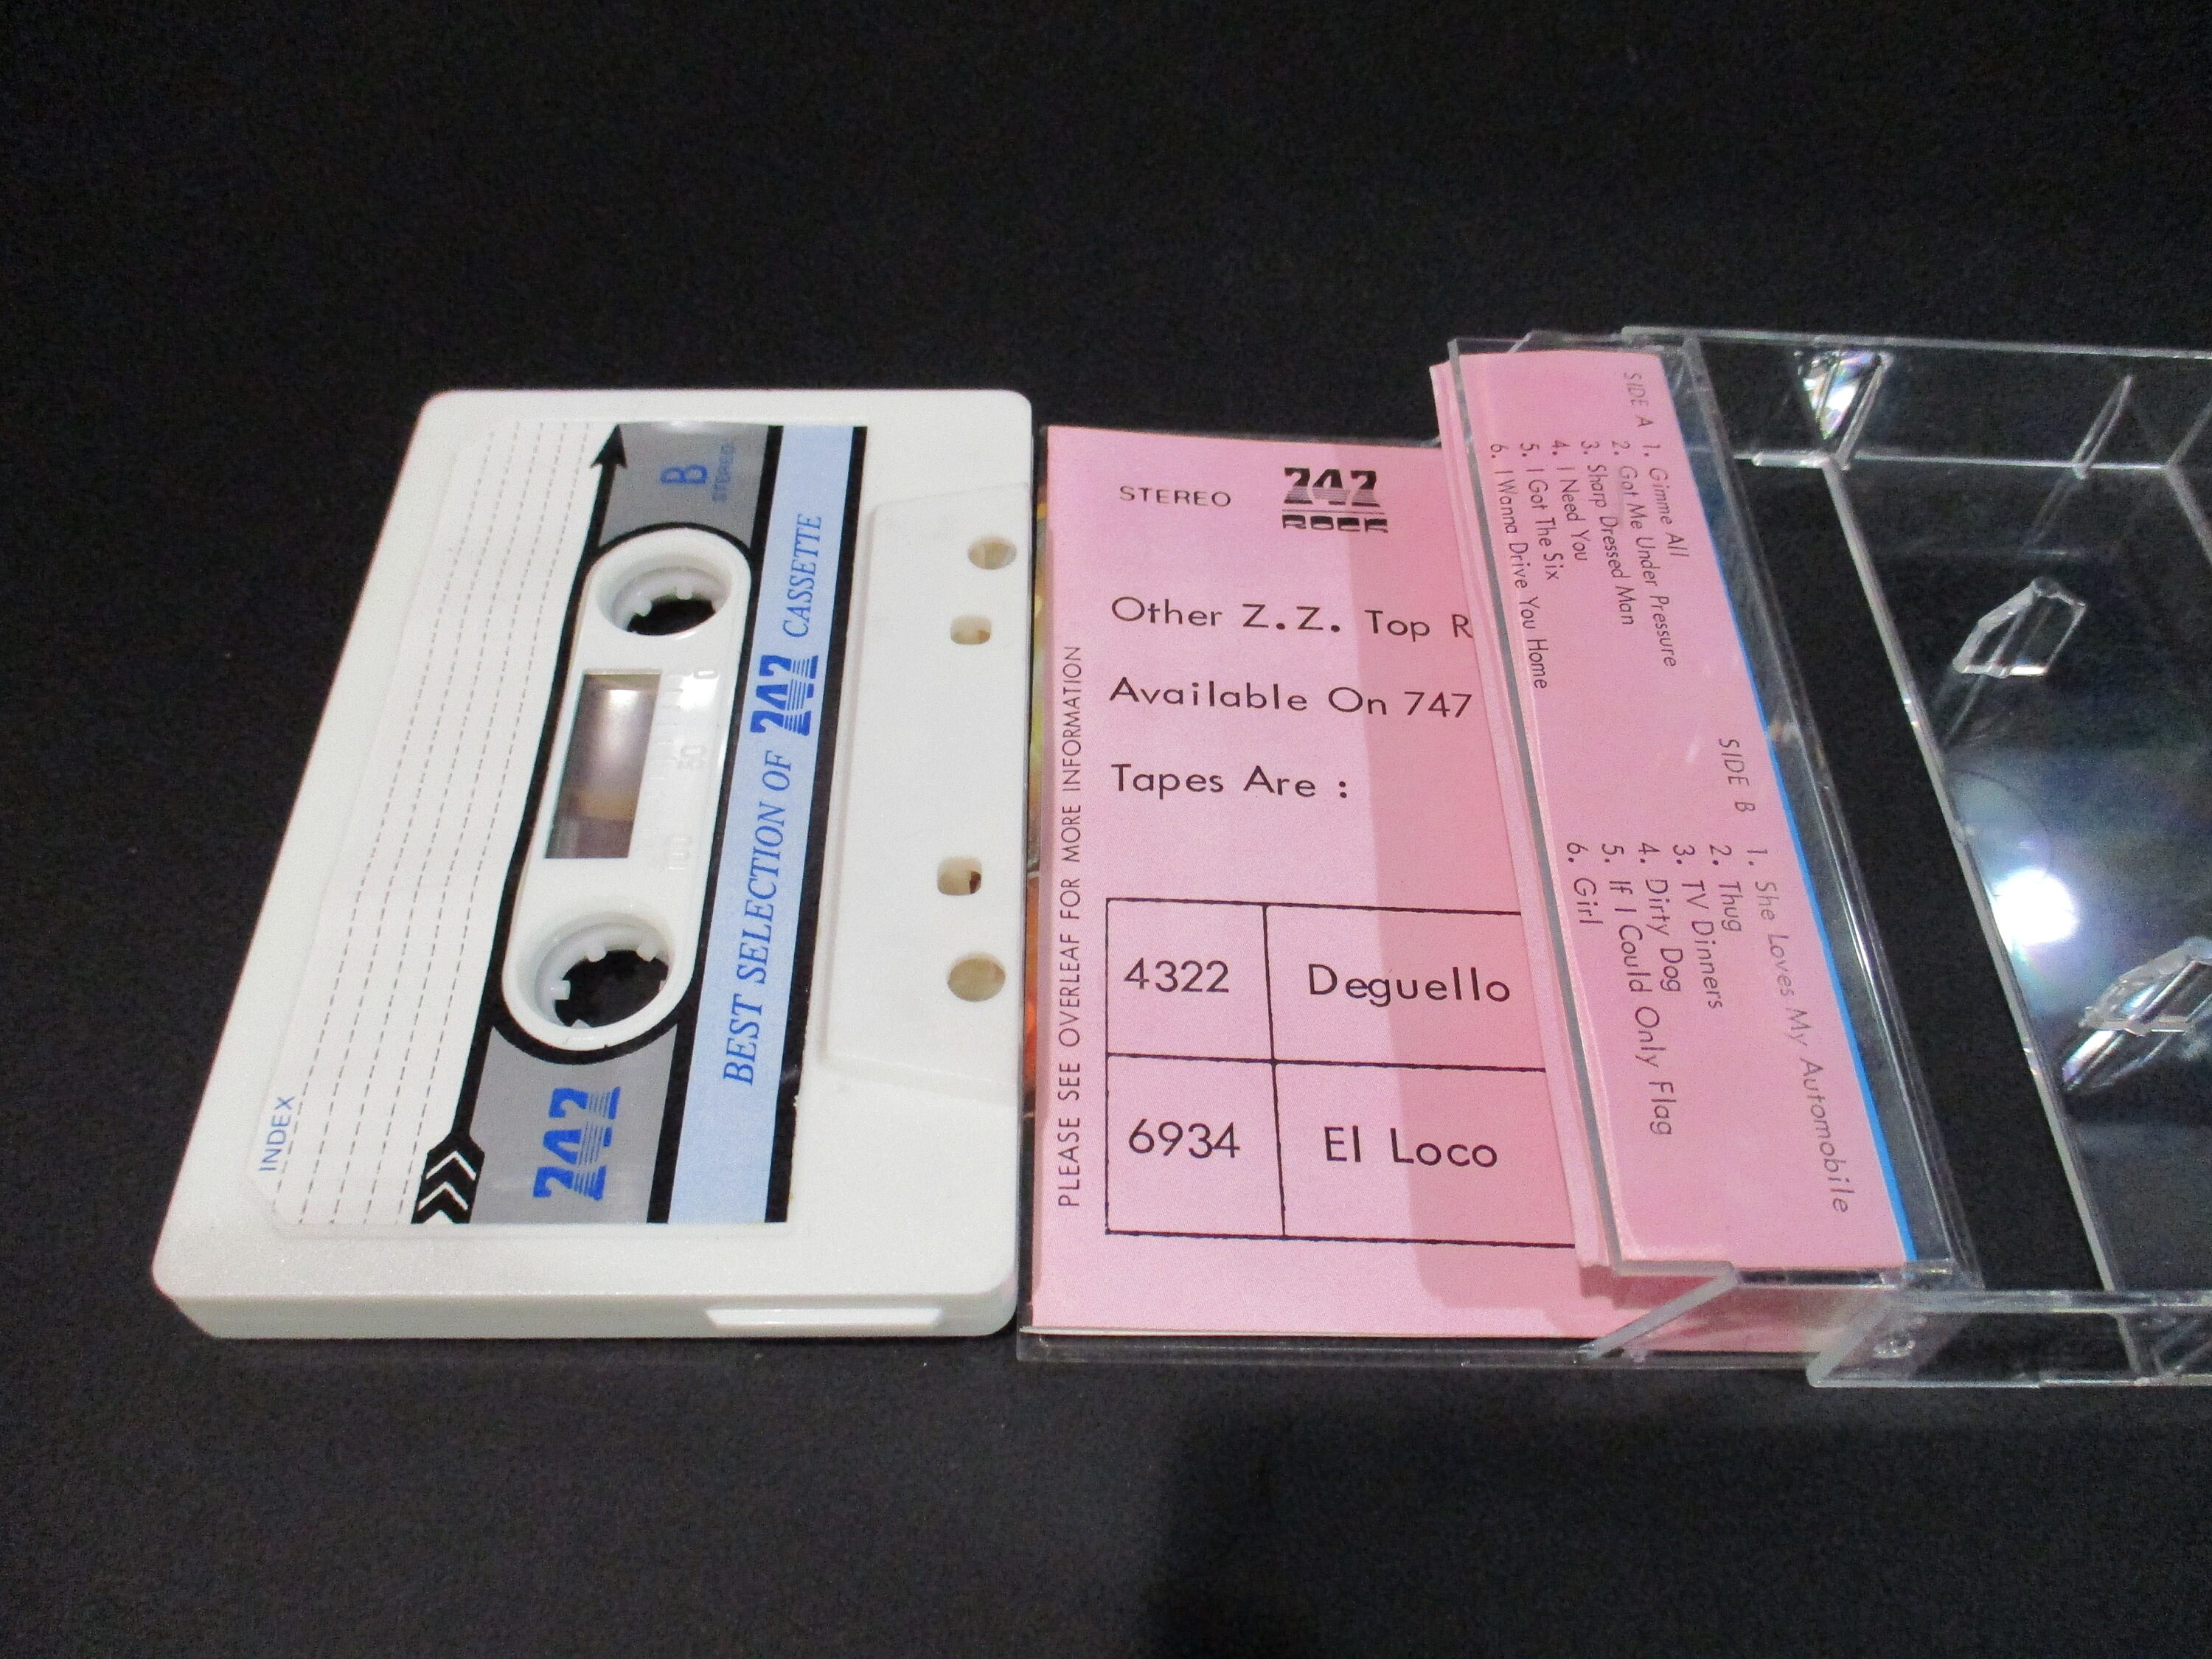 INDEX
B
STEREO
747
BEST SELECTION OF 747 CASSETTE
0
50
100
STEREO
747
ROCK
Other Z.Z. Top R
Available On 747
Tapes Are :
4322 Deguello
6934 El Loco
PLEASE SEE OVERLEAF FOR MORE INFORMATION
SIDE A
1. Gimme All
2. Got Me Under Pressure
3. Sharp Dressed Man
4. I Need You
5. I Got The Six
6. I Wanna Drive You Home
SIDE B
1. She Loves My Automobile
2. Thug
3. TV Dinners
4. Dirty Dog
5. If I Could Only Flag
6. Girl